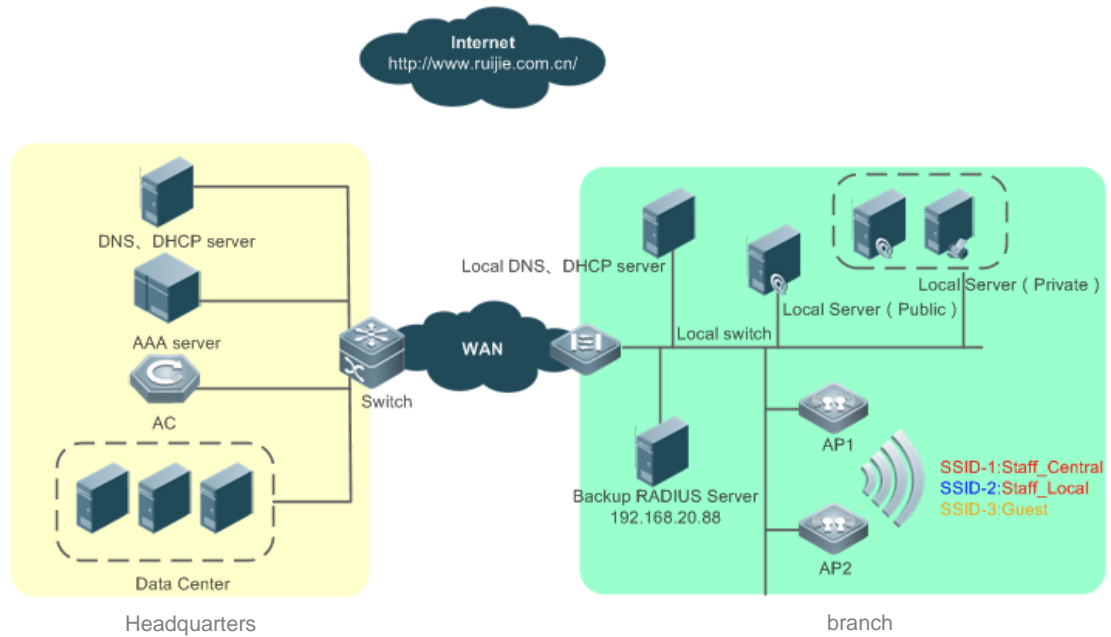 Internet
http://www.ruijie.com.cn/
DNS、DHCP server
AAA server
AC
Data Center
Headquarters
Switch
WAN
Local DNS、DHCP server
Local Server（Public）
Local Server（Private）
Local switch
Backup RADIUS Server
192.168.20.88
AP1
AP2
SSID-1:Staff_Central
SSID-2:Staff_Local
SSID-3:Guest
branch